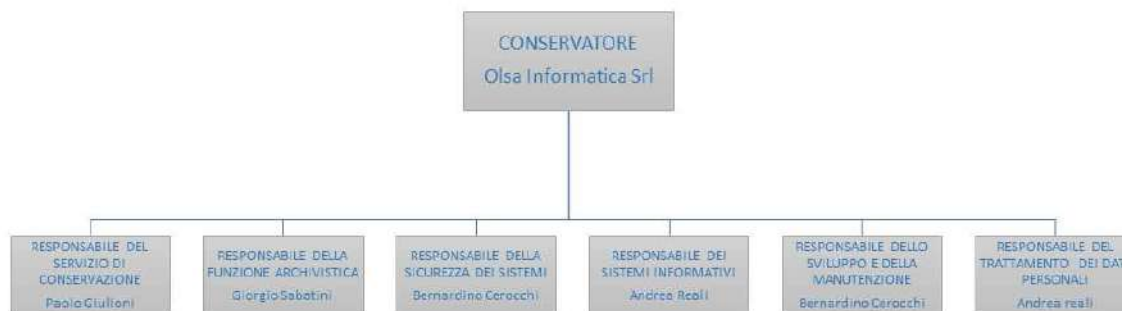 CONSERVATORE
Olsa Informatica Srl
RESPONSABILE DEL
SERVIZIO DI
CONSERVAZIONE
Paolo Giulioni
RESPONSABILE DELLA
FUNZIONE ARCHIVISTICA
Giorgio Sabatini
RESPONSABILE DELLA
SICUREZZA DEI SISTEMI
Bernardino Cerocchi
RESPONSABILE DEI
SISTEMI INFORMATIVI
Andrea Reali
RESPONSABILE DELLO
SVILUPPO E DELLA
MANUTENZIONE
Bernardino Cerocchi
RESPONSABILE DEL
TRATTAMENTO DEI DATI
PERSONALI
Andrea reali